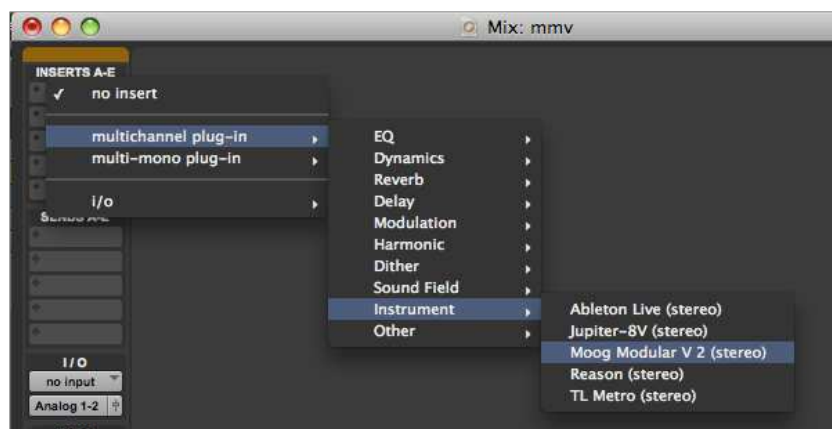 Mix: mmv
INSERTS A-E
✓ no insert
multichannel plug-in
multi-mono plug-in
i/o
SENDS A-E
EQ
Dynamics
Reverb
Delay
Modulation
Harmonic
Dither
Sound Field
Instrument
Other
Ableton Live (stereo)
Jupiter-8V (stereo)
Moog Modular V 2 (stereo)
Reason (stereo)
TL Metro (stereo)
I/O
no input
Analog 1-2